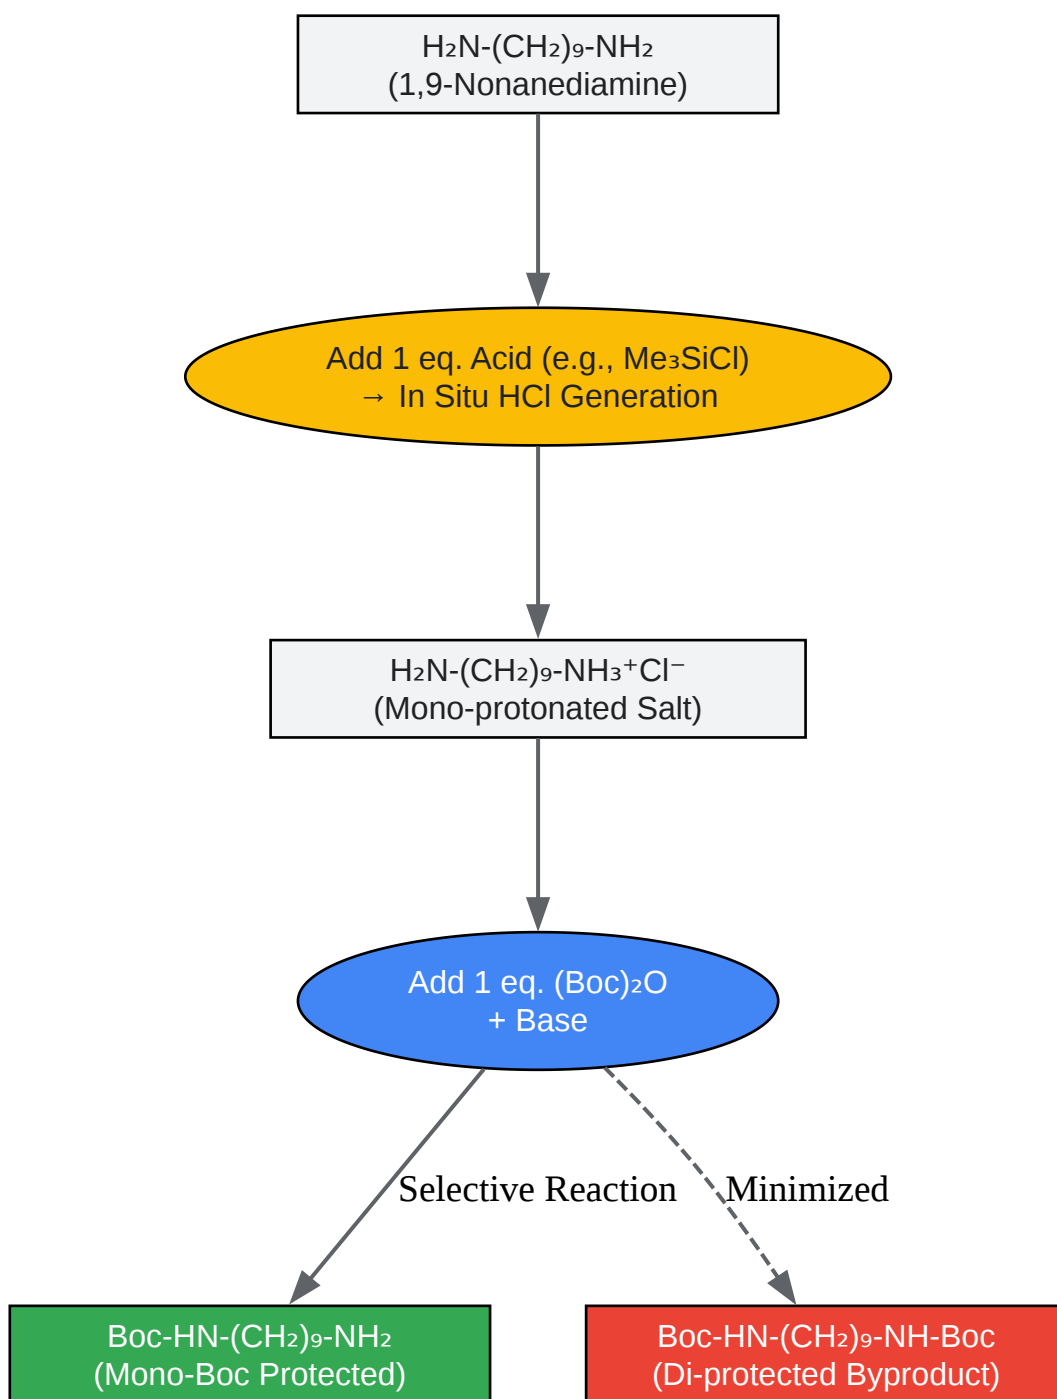 H₂N-(CH₂)₉-NH₂
(1,9-Nonanediamine)
Add 1 eq. Acid (e.g., Me₃SiCl)
→ In Situ HCl Generation
H₂N-(CH₂)₉-NH₃⁺Cl⁻
(Mono-protonated Salt)
Add 1 eq. (Boc)₂O
+ Base
Selective Reaction
Minimized
Boc-HN-(CH₂)₉-NH₂
(Mono-Boc Protected)
Boc-HN-(CH₂)₉-NH-Boc
(Di-protected Byproduct)